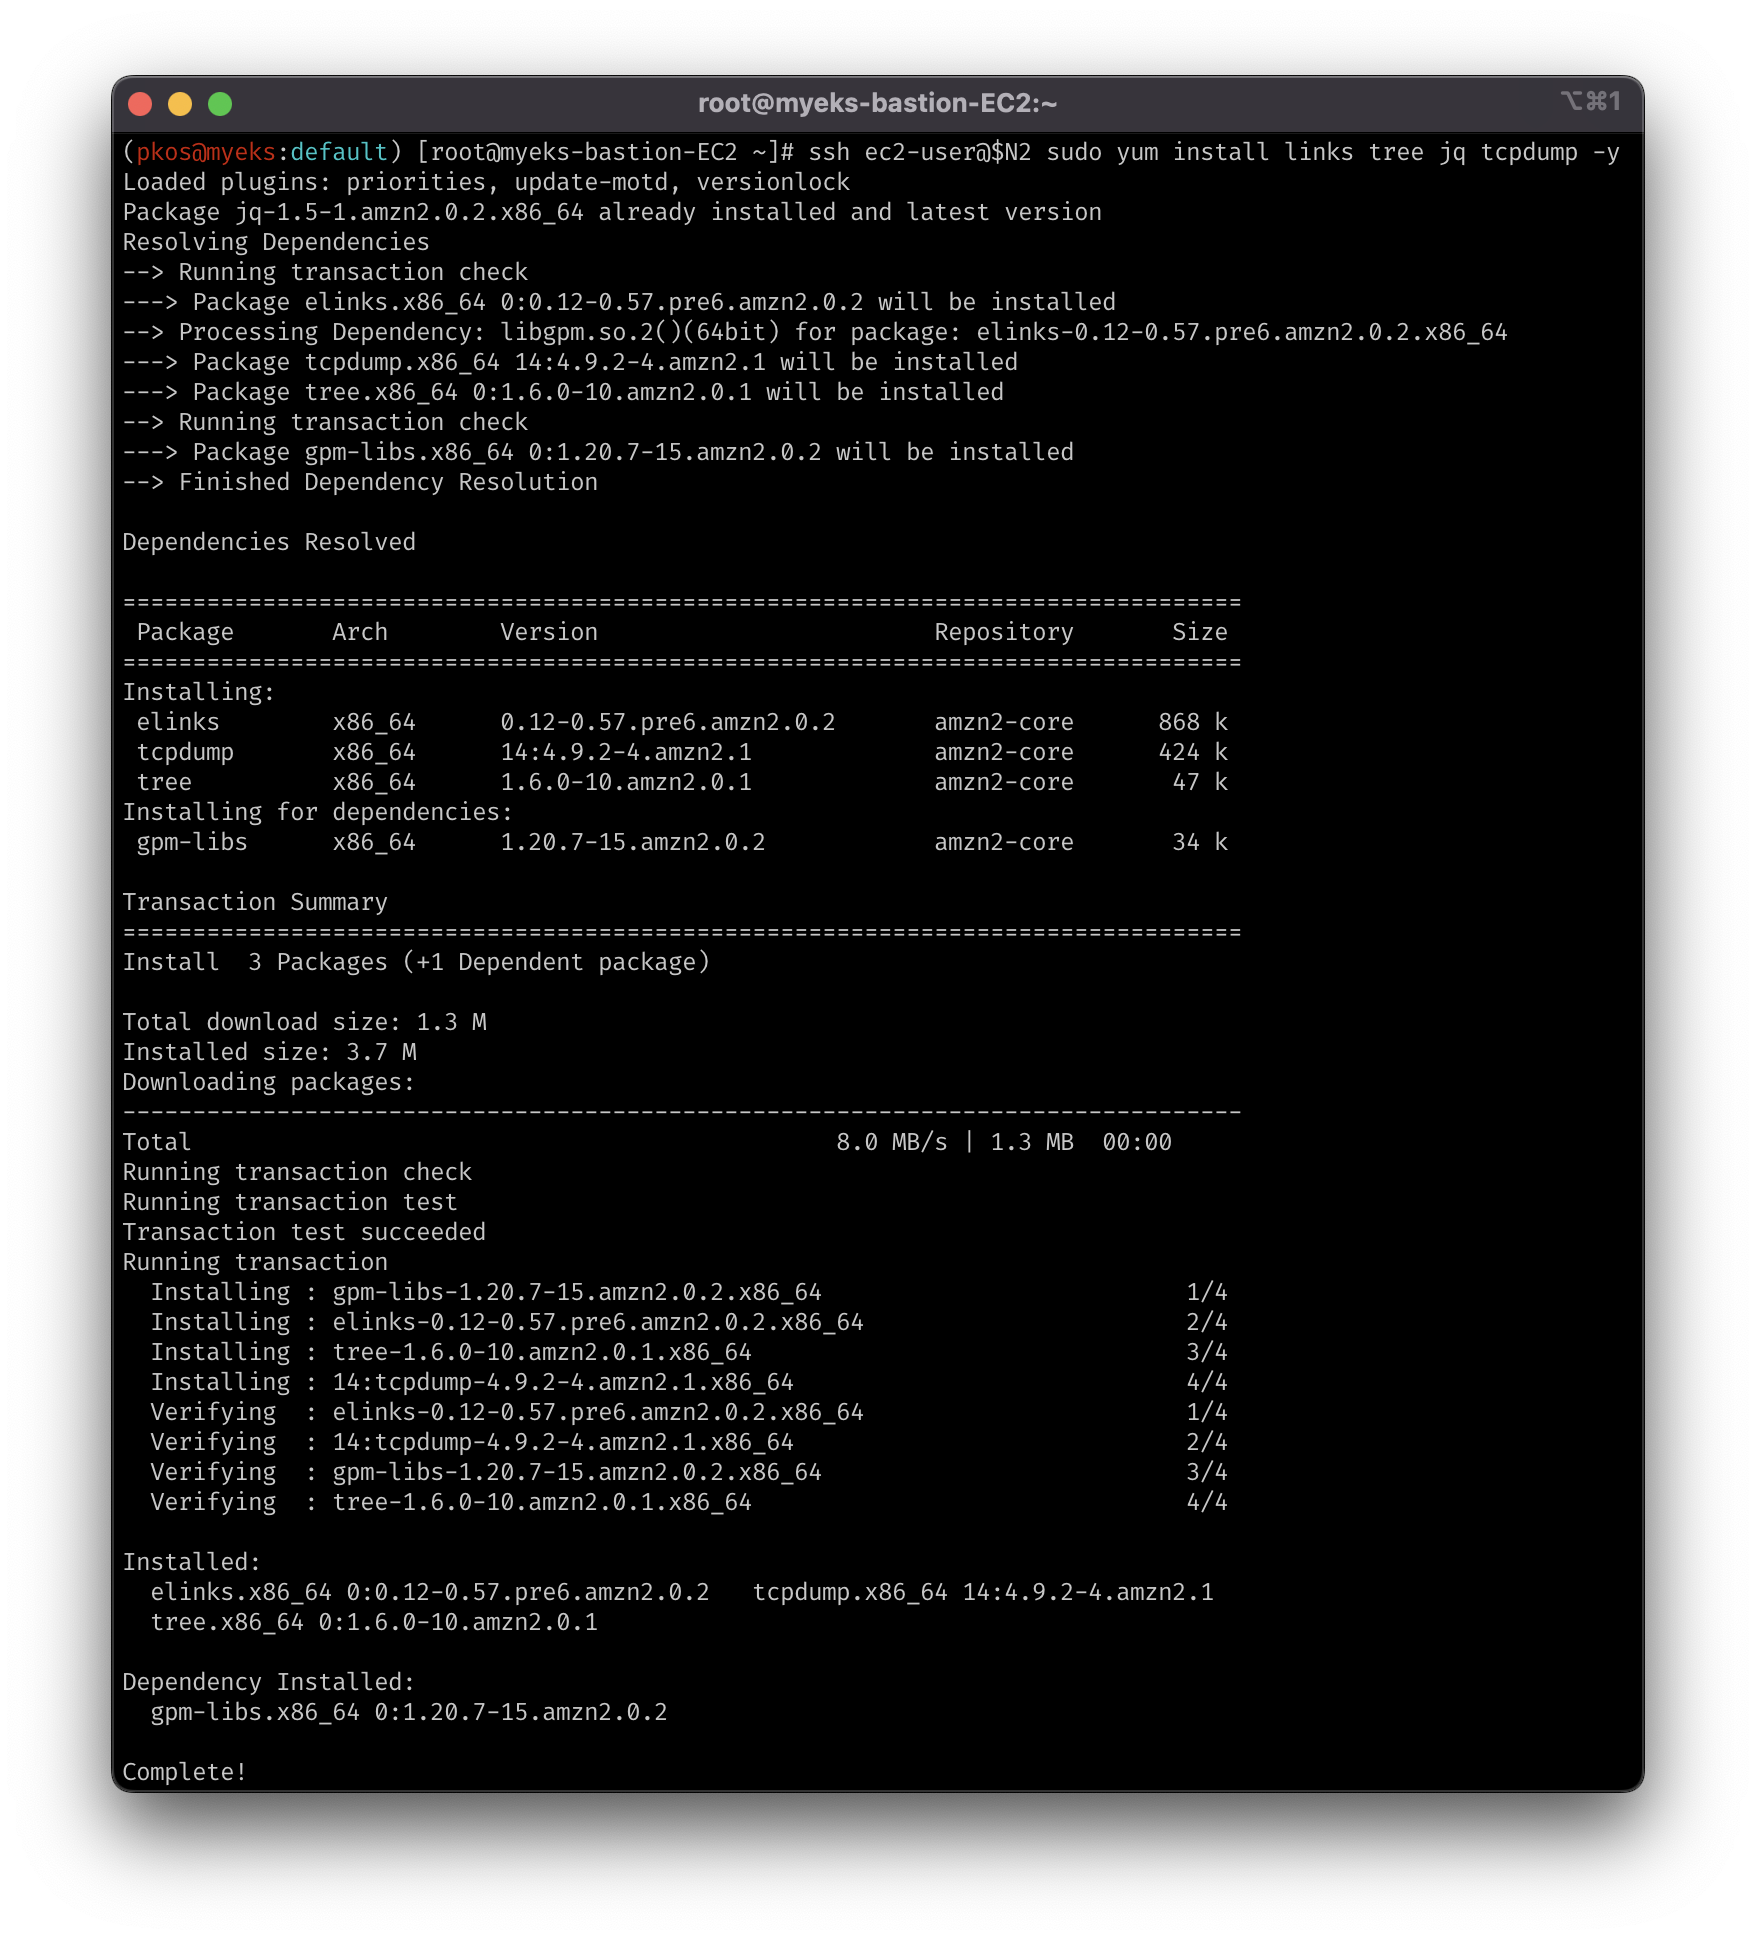 root@myeks-bastion-EC2:~
⌥⌘1
(pkos@myeks:default) [root@myeks-bastion-EC2 ~]# ssh ec2-user@$N2 sudo yum install links tree jq tcpdump -y
Loaded plugins: priorities, update-motd, versionlock
Package jq-1.5-1.amzn2.0.2.x86_64 already installed and latest version
Resolving Dependencies
--> Running transaction check
---> Package elinks.x86_64 0:0.12-0.57.pre6.amzn2.0.2 will be installed
--> Processing Dependency: libgpm.so.2()(64bit) for package: elinks-0.12-0.57.pre6.amzn2.0.2.x86_64
---> Package tcpdump.x86_64 14:4.9.2-4.amzn2.1 will be installed
---> Package tree.x86_64 0:1.6.0-10.amzn2.0.1 will be installed
--> Running transaction check
---> Package gpm-libs.x86_64 0:1.20.7-15.amzn2.0.2 will be installed
--> Finished Dependency Resolution

Dependencies Resolved

================================================================================
 Package       Arch        Version                        Repository       Size
================================================================================
Installing:
 elinks        x86_64      0.12-0.57.pre6.amzn2.0.2       amzn2-core      868 k
 tcpdump       x86_64      14:4.9.2-4.amzn2.1             amzn2-core      424 k
 tree          x86_64      1.6.0-10.amzn2.0.1             amzn2-core       47 k
Installing for dependencies:
 gpm-libs      x86_64      1.20.7-15.amzn2.0.2            amzn2-core       34 k

Transaction Summary
================================================================================
Install  3 Packages (+1 Dependent package)

Total download size: 1.3 M
Installed size: 3.7 M
Downloading packages:
--------------------------------------------------------------------------------
Total                                              8.0 MB/s | 1.3 MB  00:00
Running transaction check
Running transaction test
Transaction test succeeded
Running transaction
  Installing : gpm-libs-1.20.7-15.amzn2.0.2.x86_64                          1/4
  Installing : elinks-0.12-0.57.pre6.amzn2.0.2.x86_64                       2/4
  Installing : tree-1.6.0-10.amzn2.0.1.x86_64                               3/4
  Installing : 14:tcpdump-4.9.2-4.amzn2.1.x86_64                            4/4
  Verifying  : elinks-0.12-0.57.pre6.amzn2.0.2.x86_64                       1/4
  Verifying  : 14:tcpdump-4.9.2-4.amzn2.1.x86_64                            2/4
  Verifying  : gpm-libs-1.20.7-15.amzn2.0.2.x86_64                          3/4
  Verifying  : tree-1.6.0-10.amzn2.0.1.x86_64                               4/4

Installed:
  elinks.x86_64 0:0.12-0.57.pre6.amzn2.0.2   tcpdump.x86_64 14:4.9.2-4.amzn2.1
  tree.x86_64 0:1.6.0-10.amzn2.0.1

Dependency Installed:
  gpm-libs.x86_64 0:1.20.7-15.amzn2.0.2

Complete!